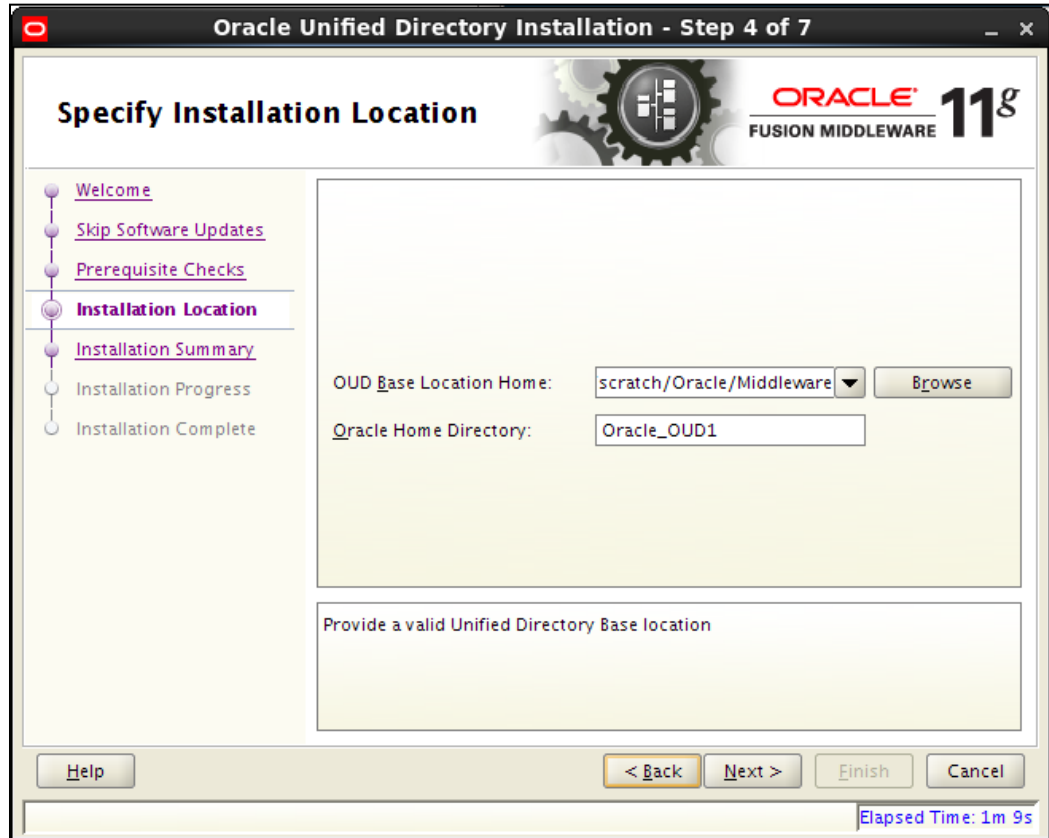 Oracle Unified Directory Installation - Step 4 of 7
Specify Installation Location
ORACLE
FUSION MIDDLEWARE
11g
Welcome
Skip Software Updates
Prerequisite Checks
Installation Location
Installation Summary
Installation Progress
Installation Complete
OUD Base Location Home: scratch/Oracle/Middleware Browse
Oracle Home Directory: Oracle_OUD1
Provide a valid Unified Directory Base location
Help < Back Next > Finish Cancel
Elapsed Time: 1m 9s